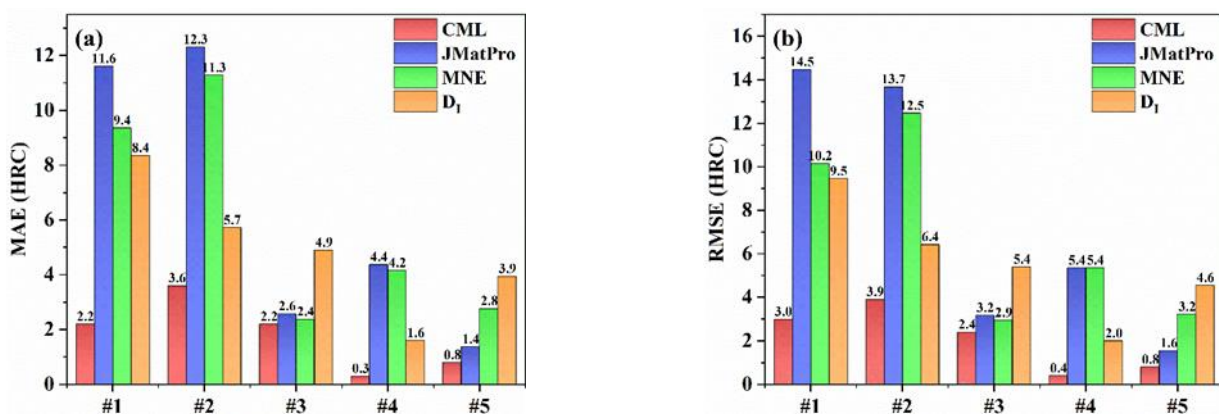 (a)
CML
JMatPro
MNE
D_I
MAE (HRC)
12
10
8
6
4
2
0
2.2 11.6 9.4 8.4
3.6 12.3 11.3 5.7
2.2 2.6 2.4 4.9
0.3 4.4 4.2 1.6
0.8 1.4 2.8 3.9
#1 #2 #3 #4 #5
(b)
CML
JMatPro
MNE
D_I
RMSE (HRC)
16
14
12
10
8
6
4
2
0
3.0 14.5 10.2 9.5
3.9 13.7 12.5 6.4
2.4 3.2 2.9 5.4
0.4 5.4 5.4 2.0
0.8 1.6 3.2 4.6
#1 #2 #3 #4 #5